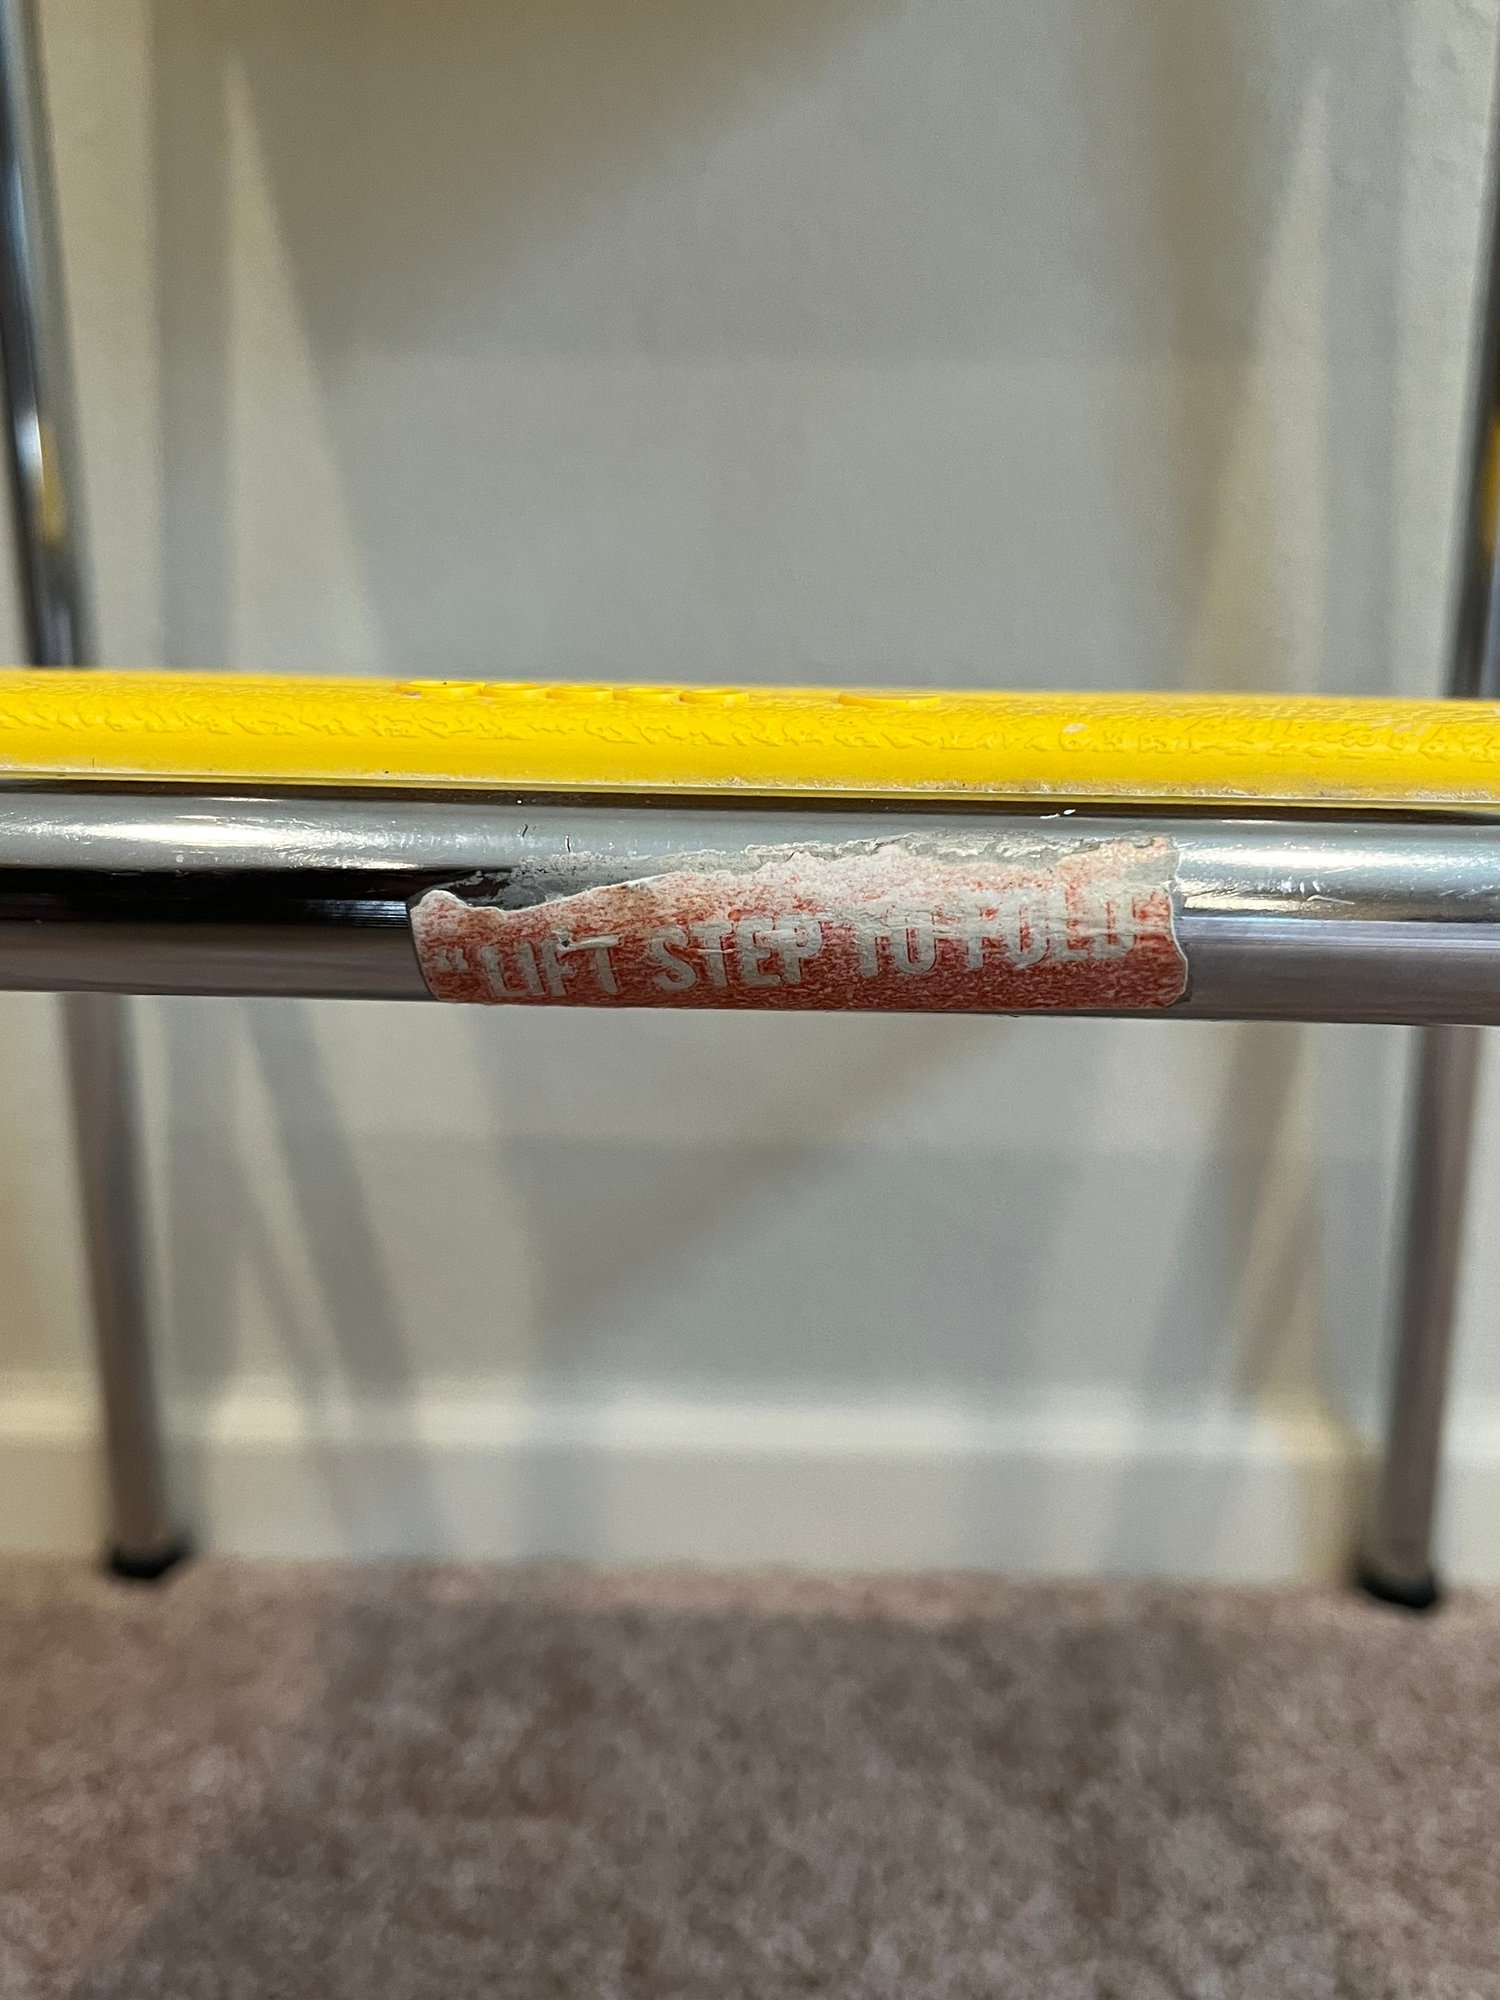 "LIFT STEP TO FOLD"